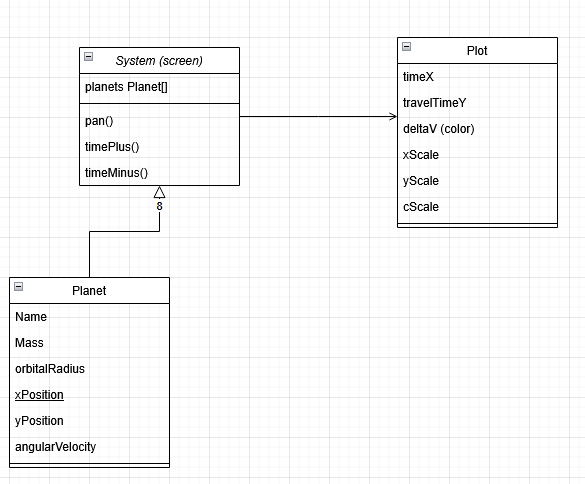 System (screen)
planets Planet[]
pan()
timePlus()
timeMinus()
8
Plot
timeX
travelTimeY
deltaV (color)
xScale
yScale
cScale
Planet
Name
Mass
orbitalRadius
xPosition
yPosition
angularVelocity